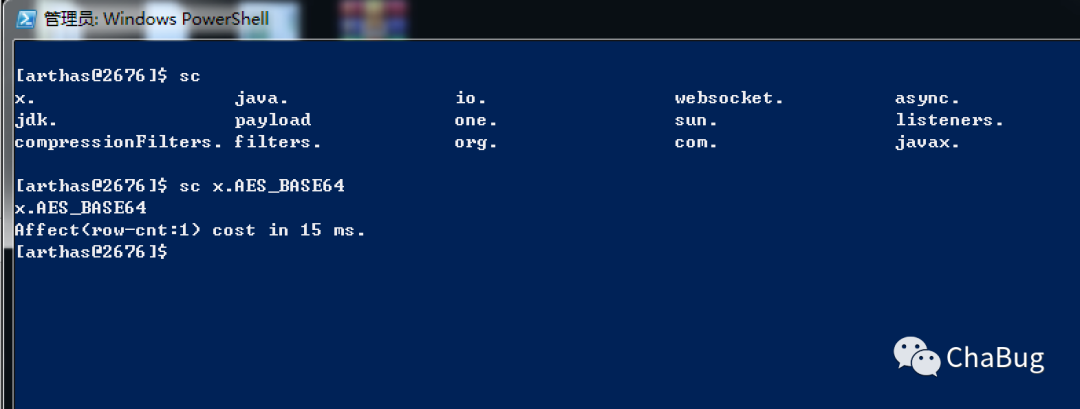 管理员: Windows PowerShell
[arthas@2676]$ sc
x. java. io. websocket. async.
jdk. payload one. sun. listeners.
compressionFilters. filters. org. com. javax.
[arthas@2676]$ sc x.AES_BASE64
x.AES_BASE64
Affect(row-cnt:1) cost in 15 ms.
[arthas@2676]$
ChaBug